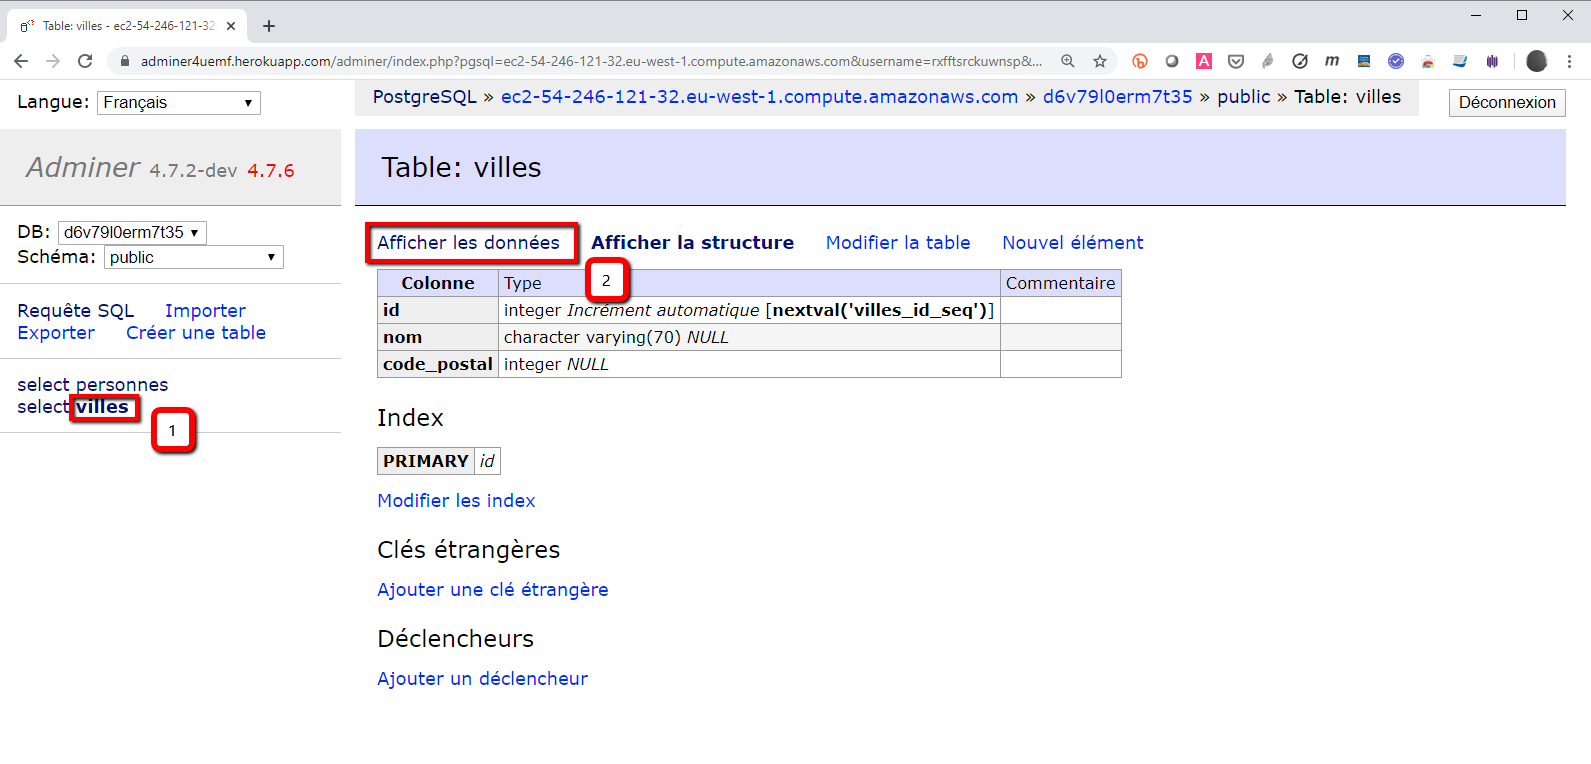 Table: villes - ec2-54-246-121-32.
adminer4uemf.herokuapp.com/adminer/index.php?pgsql=ec2-54-246-121-32.eu-west-1.compute.amazonaws.com&username=rxfftsrckuwnsp&...
Langue: Français
PostgreSQL » ec2-54-246-121-32.eu-west-1.compute.amazonaws.com » d6v79l0erm7t35 » public » Table: villes
Déconnexion
Adminer 4.7.2-dev 4.7.6
Table: villes
DB: d6v79l0erm7t35
Schéma: public
Requête SQL Importer
Exporter Créer une table
select personnes
select villes
1
Afficher les données Afficher la structure Modifier la table Nouvel élément
2
Colonne Type Commentaire
id integer Incrément automatique [nextval('villes_id_seq')]
nom character varying(70) NULL
code_postal integer NULL
Index
PRIMARY id
Modifier les index
Clés étrangères
Ajouter une clé étrangère
Déclencheurs
Ajouter un déclencheur